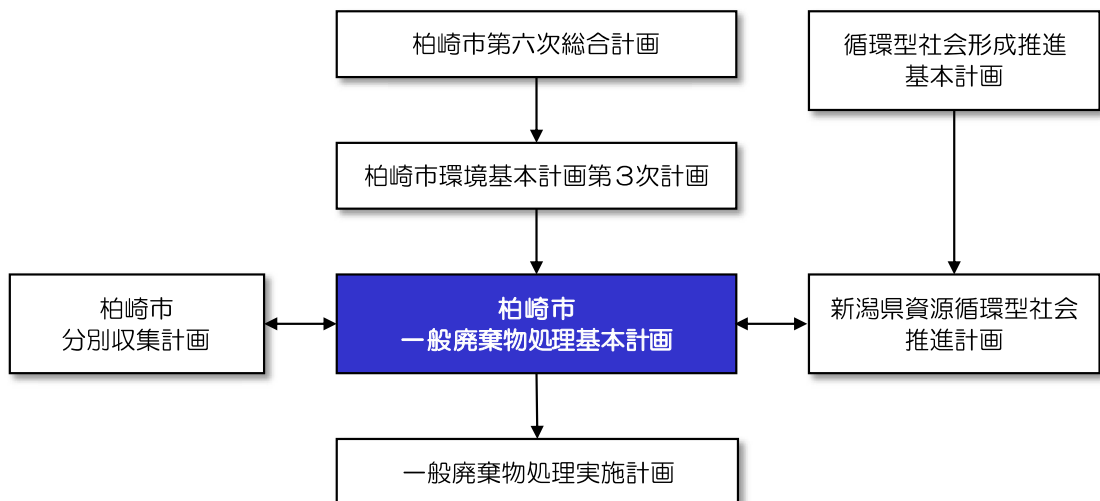 柏崎市第六次総合計画
循環型社会形成推進
基本計画
柏崎市環境基本計画第３次計画
柏崎市
分別収集計画
柏崎市
一般廃棄物処理基本計画
新潟県資源循環型社会
推進計画
一般廃棄物処理実施計画